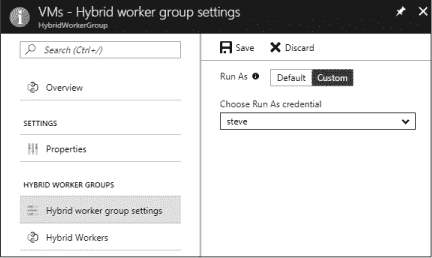 VMs - Hybrid worker group settings
HybridWorkerGroup
Search (Ctrl+/)
Overview
SETTINGS
Properties
HYBRID WORKER GROUPS
Hybrid worker group settings
Hybrid Workers
Save Discard
Run As Default Custom
Choose Run As credential
steve